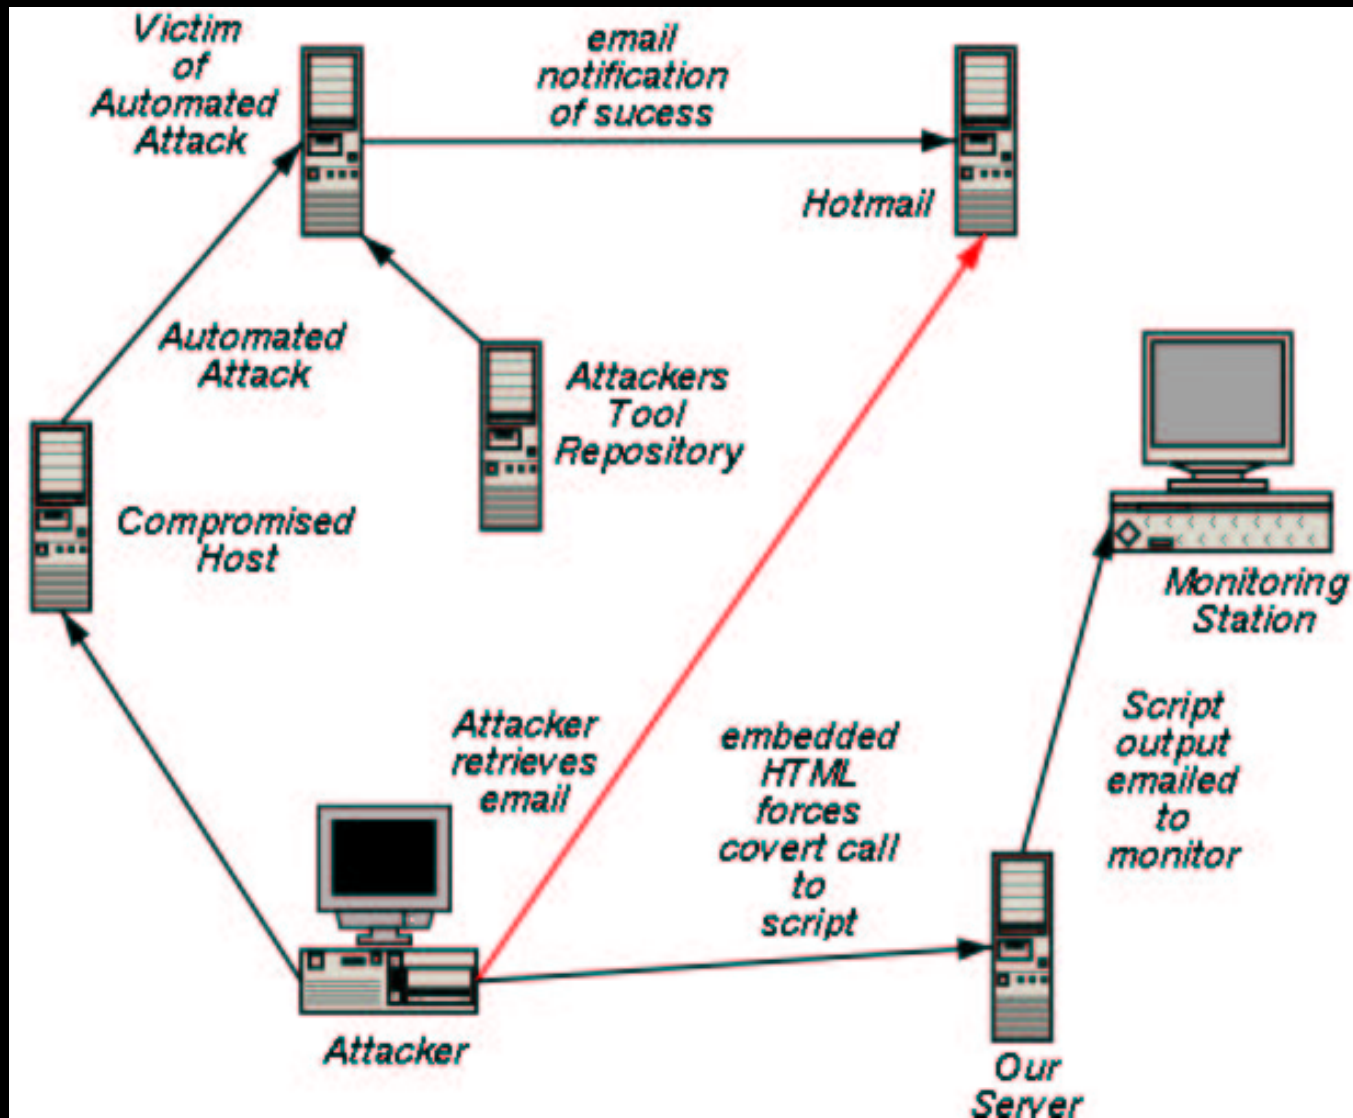 Victim
of
Automated
Attack
email
notification
of sucess
Hotmail
Automated
Attack
Attackers
Tool
Repository
Compromised
Host
Monitoring
Station
Attacker
retrieves
email
embedded
HTML
forces
covert call
to
script
Script
output
emailed
to
monitor
Attacker
Our
Server